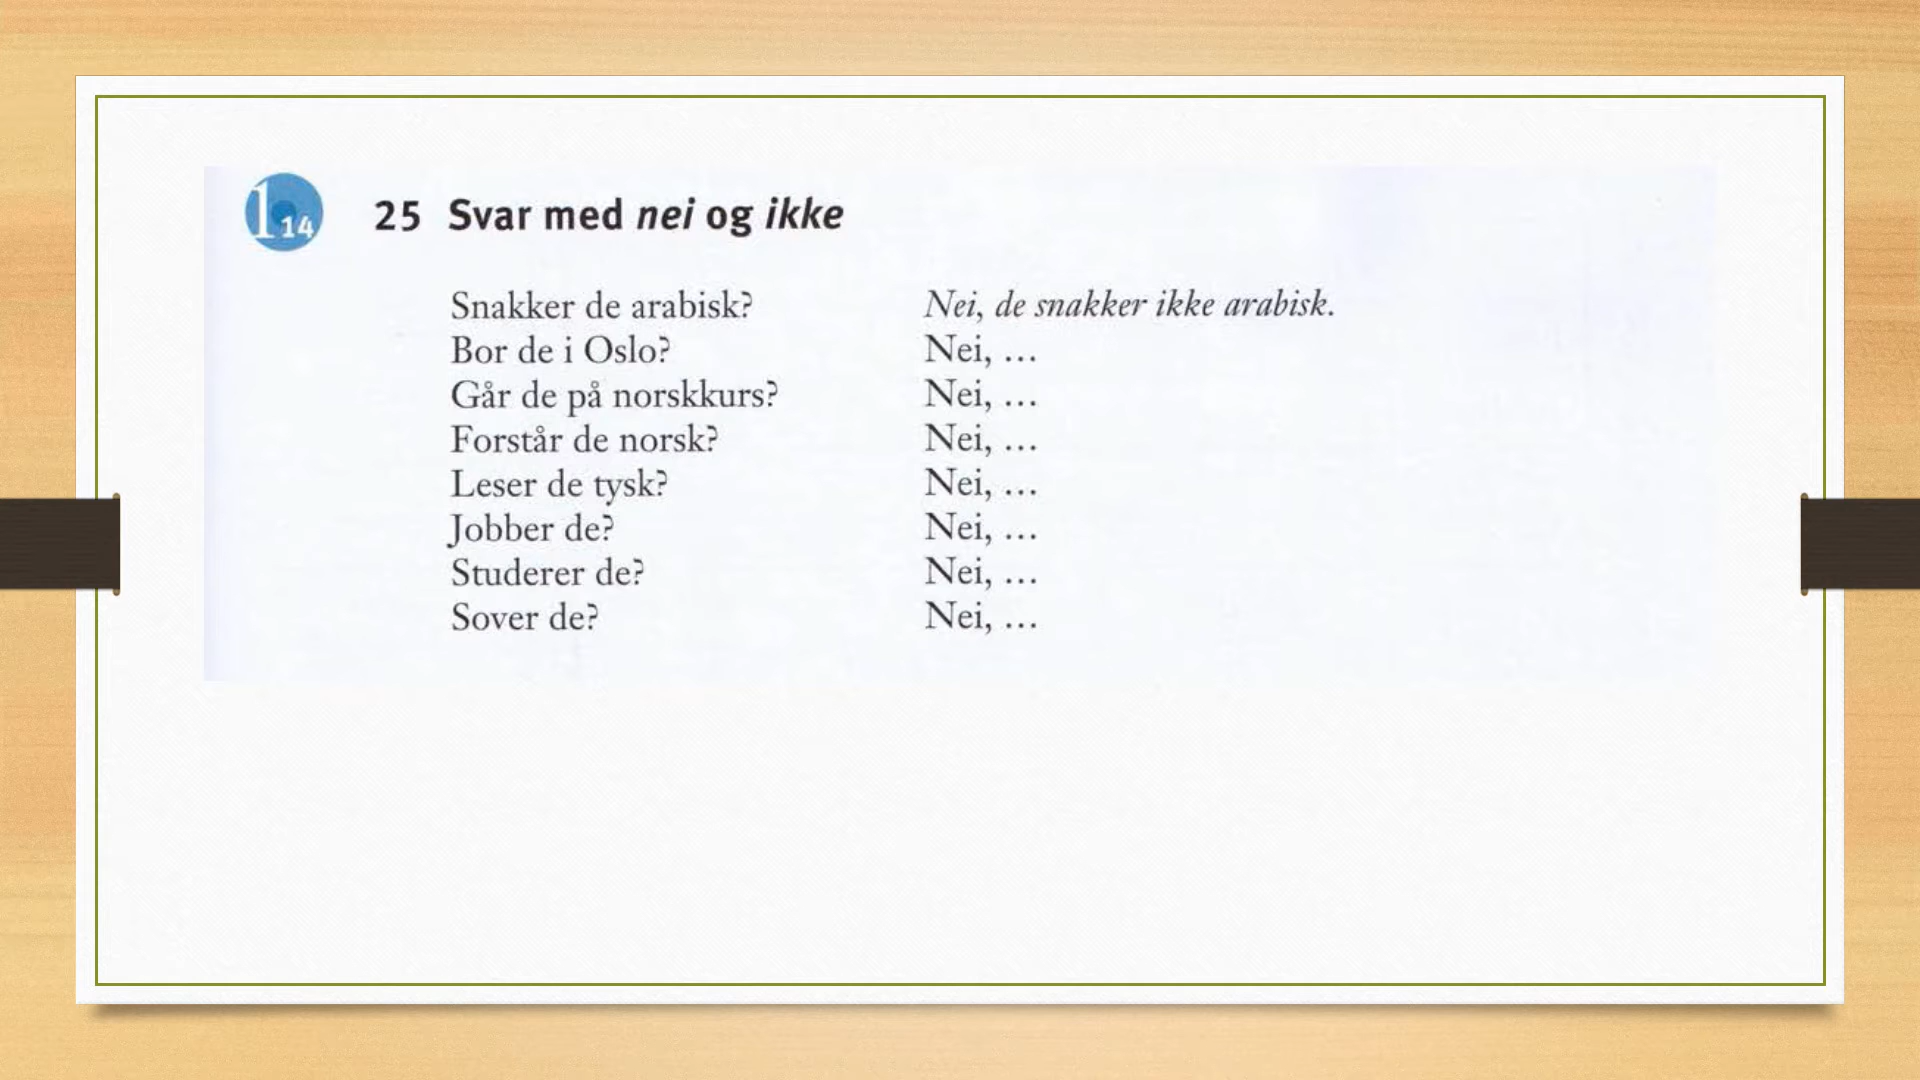 1 14
25 Svar med nei og ikke
Snakker de arabisk? Nei, de snakker ikke arabisk.
Bor de i Oslo? Nei, …
Går de på norskkurs? Nei, …
Forstår de norsk? Nei, …
Leser de tysk? Nei, …
Jobber de? Nei, …
Studerer de? Nei, …
Sover de? Nei, …